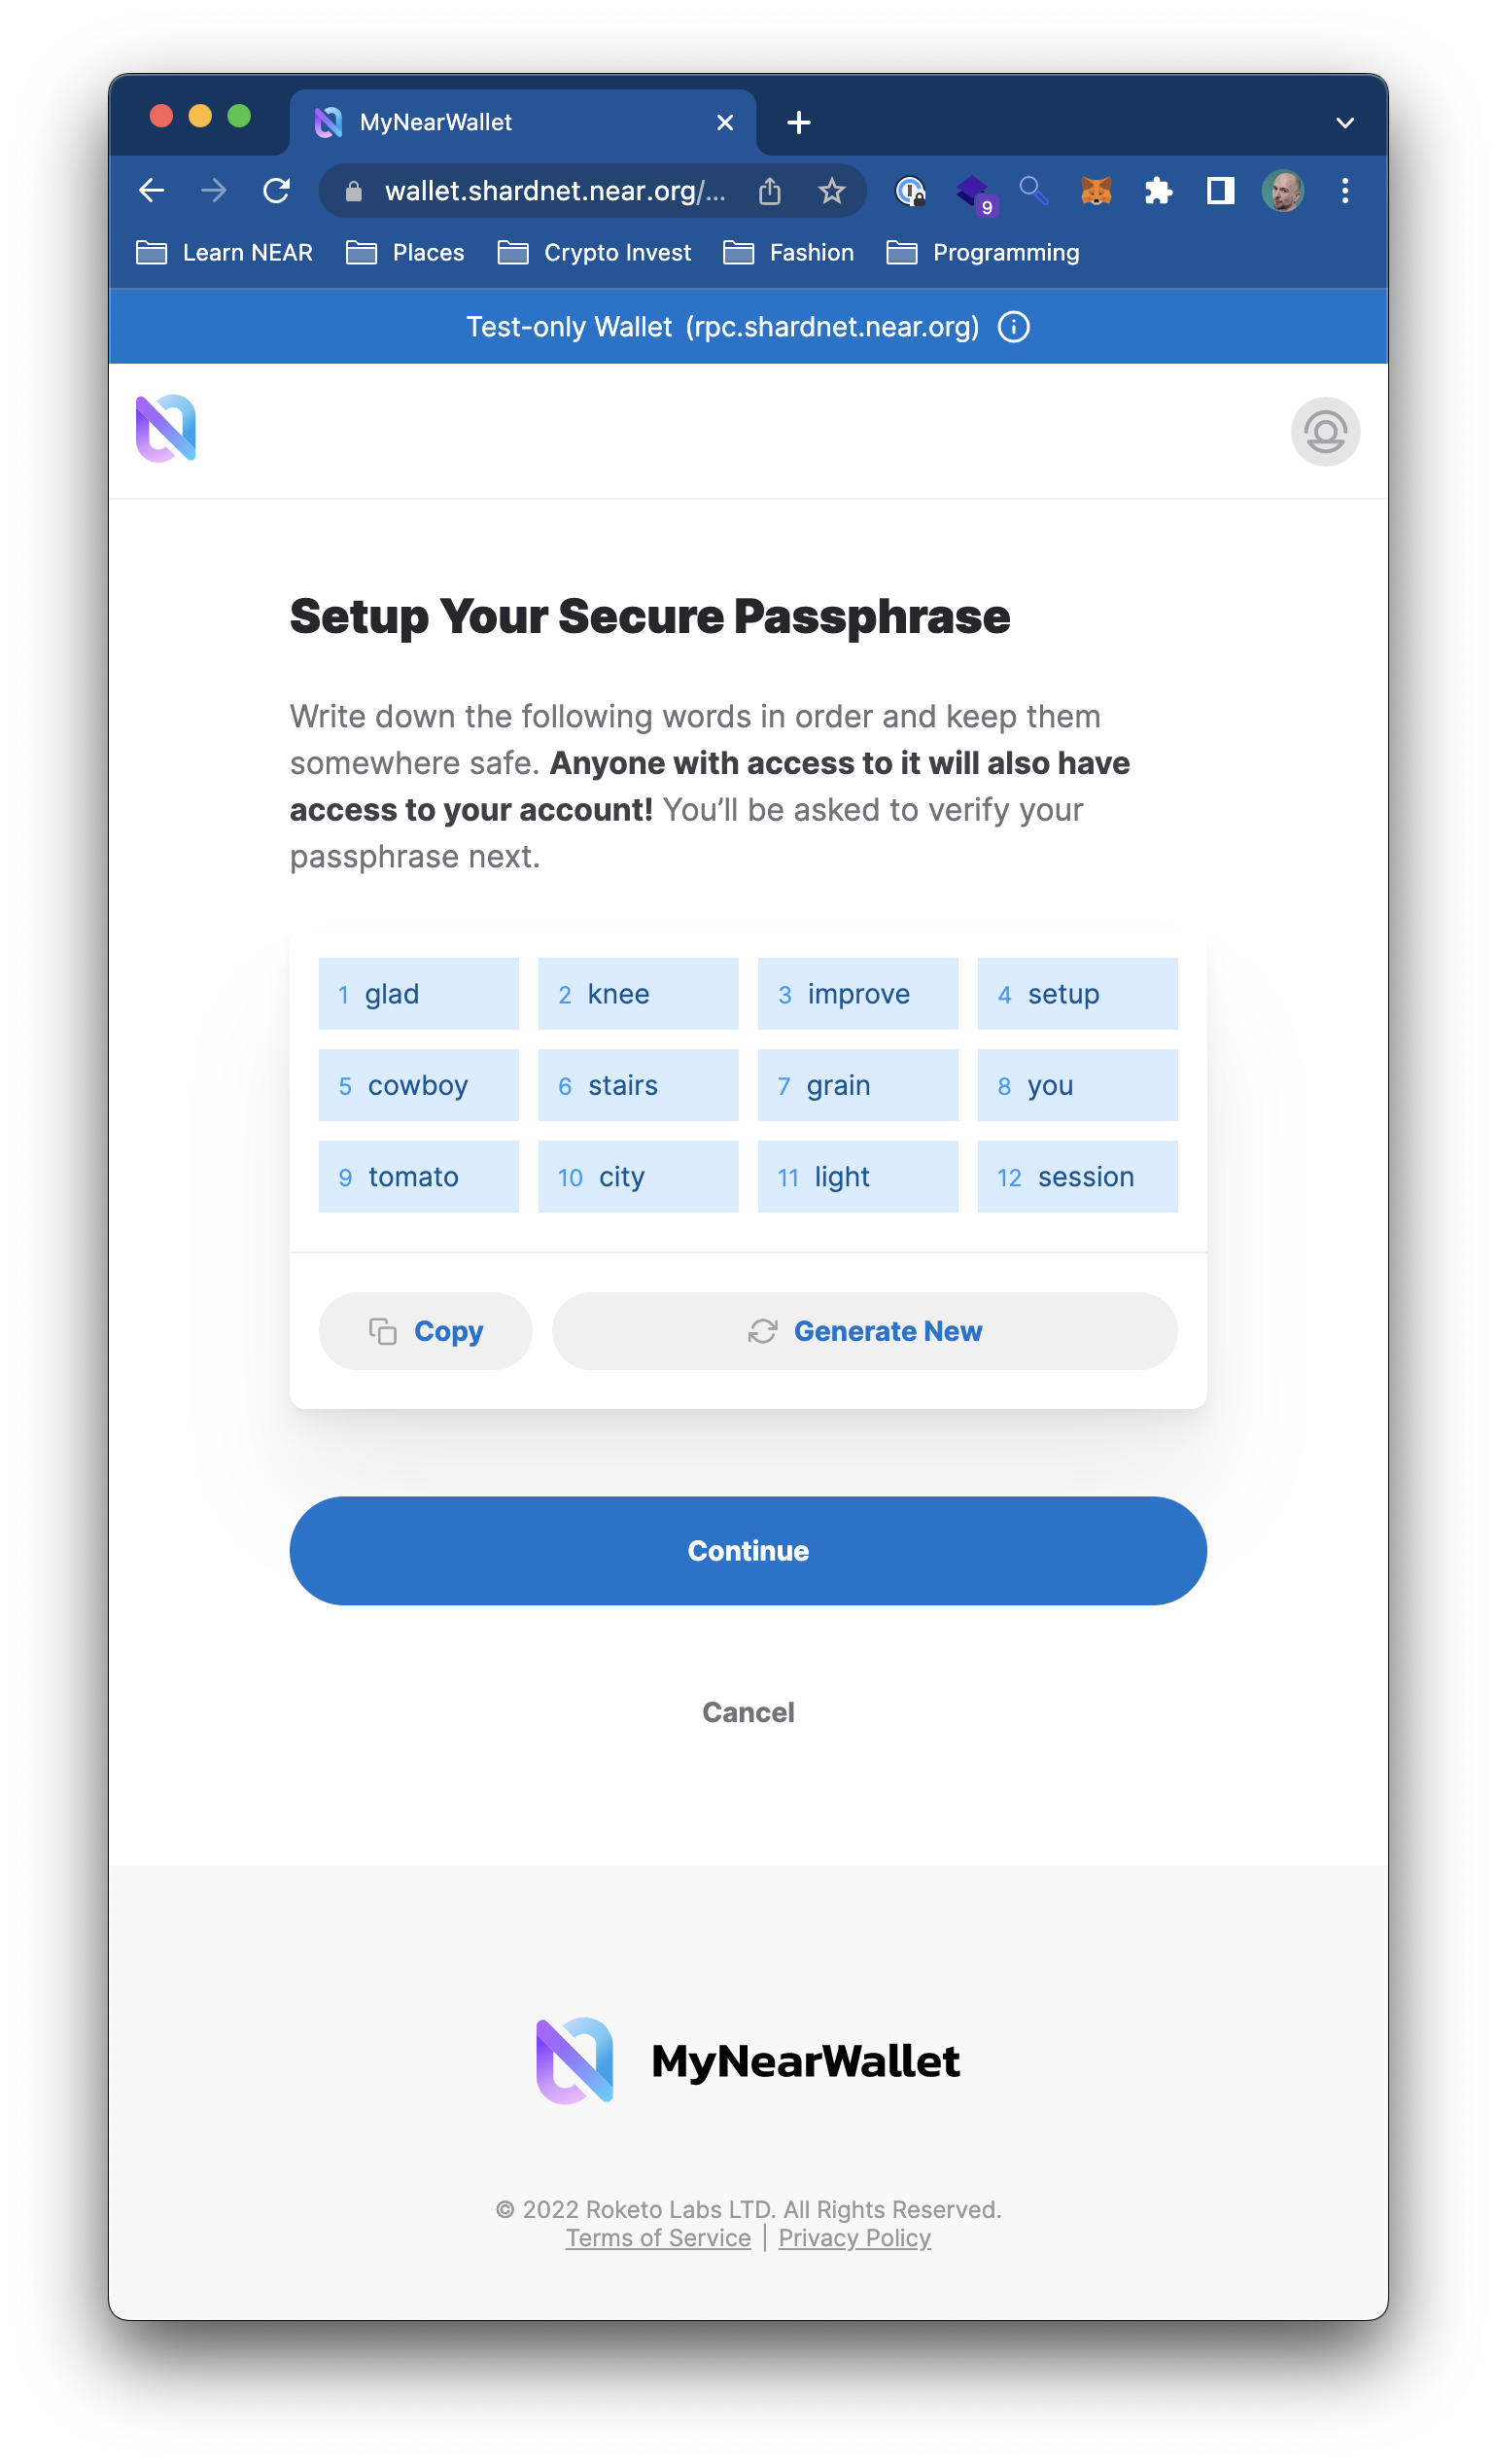 MyNearWallet
wallet.shardnet.near.org/...
9
Learn NEAR Places Crypto Invest Fashion Programming
Test-only Wallet (rpc.shardnet.near.org)
Setup Your Secure Passphrase
Write down the following words in order and keep them
somewhere safe. Anyone with access to it will also have
access to your account! You’ll be asked to verify your
passphrase next.
1 glad 2 knee 3 improve 4 setup
5 cowboy 6 stairs 7 grain 8 you
9 tomato 10 city 11 light 12 session
Copy Generate New
Continue
Cancel
MyNearWallet
© 2022 Roketo Labs LTD. All Rights Reserved.
Terms of Service | Privacy Policy